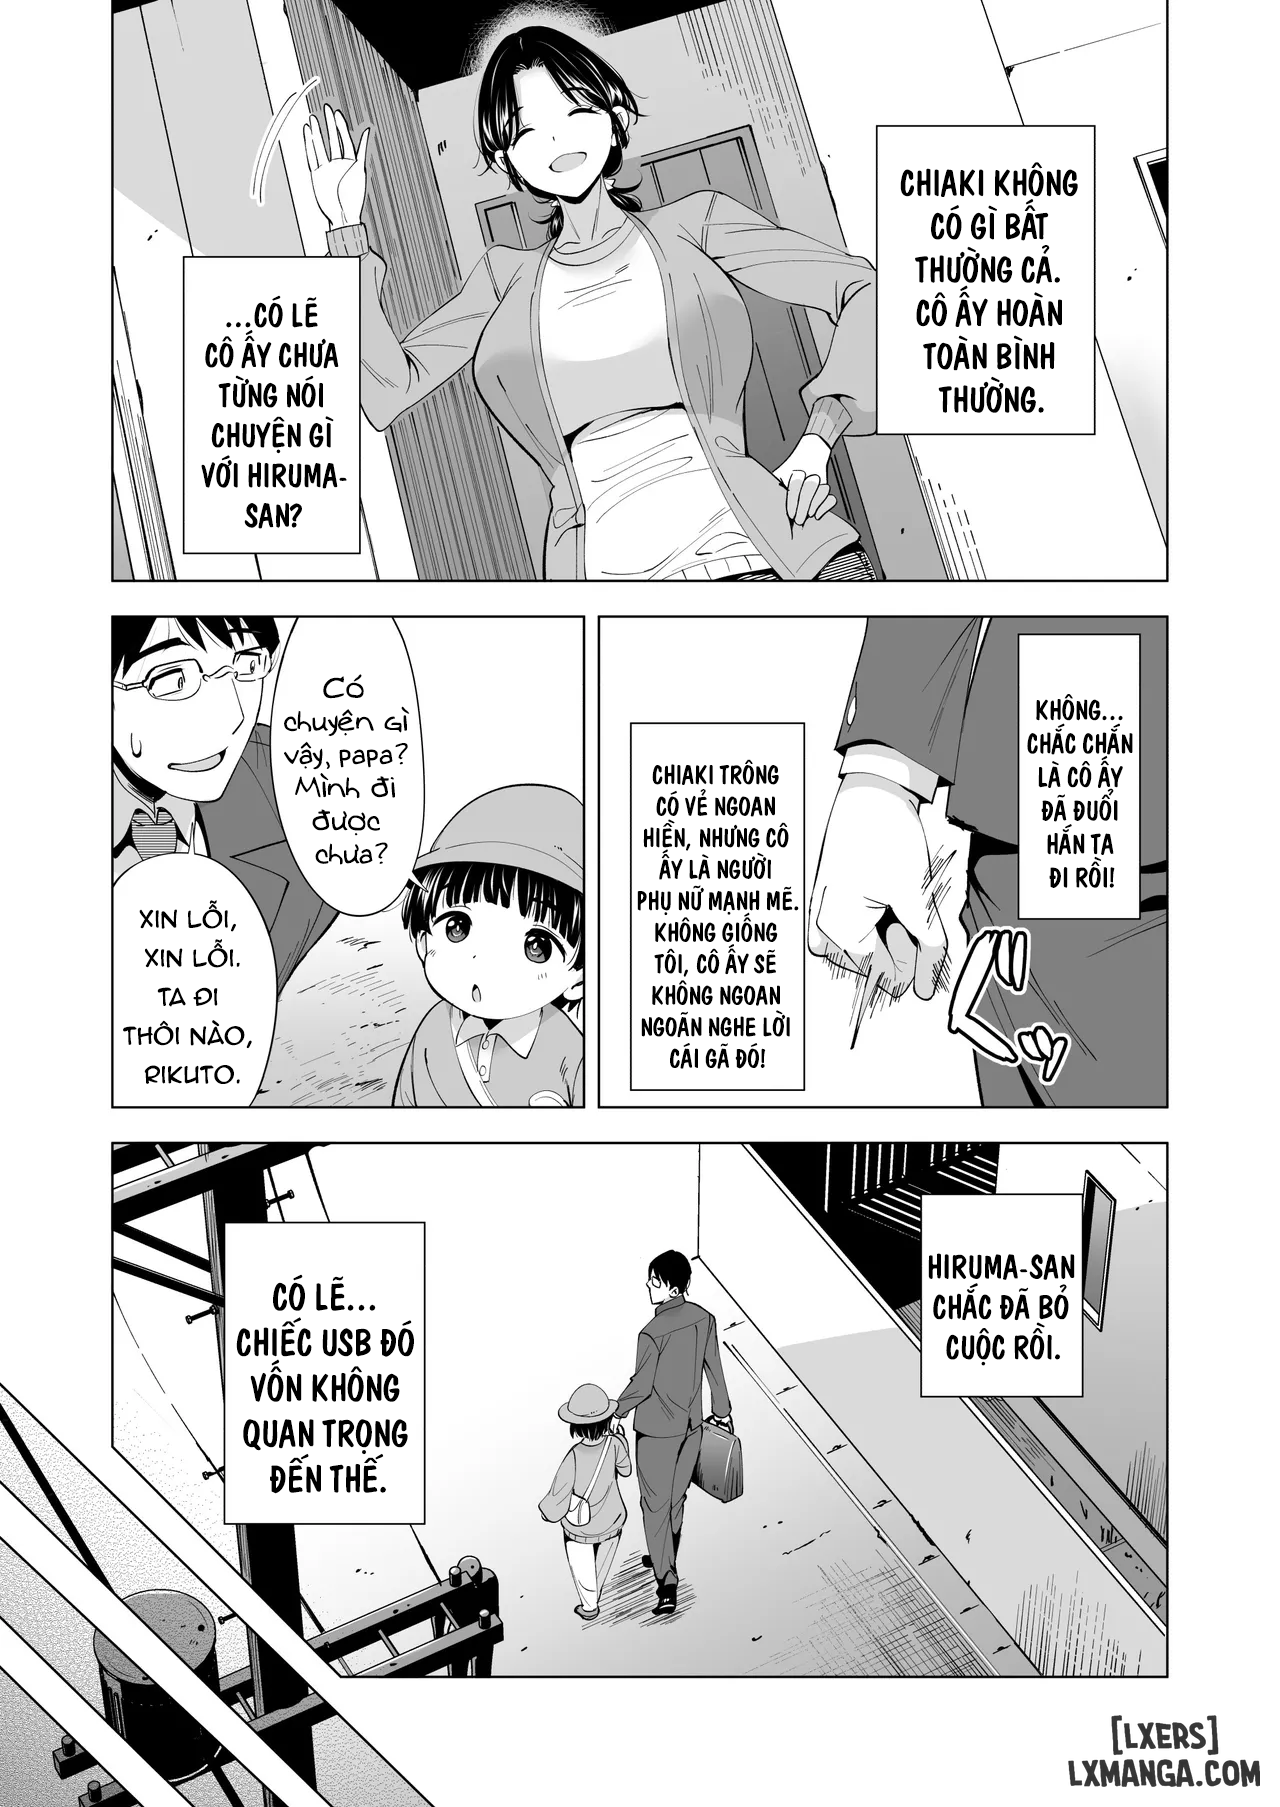 CHIAKI KHÔNG
CÓ GÌ BẤT
THƯỜNG CẢ.
CÔ ẤY HOÀN
TOÀN BÌNH
THƯỜNG.
...CÓ LẼ
CÔ ẤY CHƯA
TỪNG NÓI
CHUYỆN GÌ
VỚI HIRUMA-
SAN?
KHÔNG...
CHẮC CHẮN
LÀ CÔ ẤY
ĐÃ ĐUỔI
HẮN TA
ĐI RỒI!
CHIAKI TRÔNG
CÓ VẺ NGOAN
HIỀN, NHƯNG CÔ
ẤY LÀ NGƯỜI
PHỤ NỮ MẠNH MẼ.
KHÔNG GIỐNG
TÔI, CÔ ẤY SẼ
KHÔNG NGOAN
NGOÃN NGHE LỜI
CÁI GÃ ĐÓ!
グッ
Có
chuyện gì
vậy, papa?
Mình đi
được
chưa?
XIN LỖI,
XIN LỖI.
TA ĐI
THÔI NÀO,
RIKUTO.
HIRUMA-SAN
CHẮC ĐÃ BỎ
CUỘC RỒI.
CÓ LẼ...
CHIẾC USB ĐÓ
VỐN KHÔNG
QUAN TRỌNG
ĐẾN THẾ.
[LXERS]
LXMANGA.COM